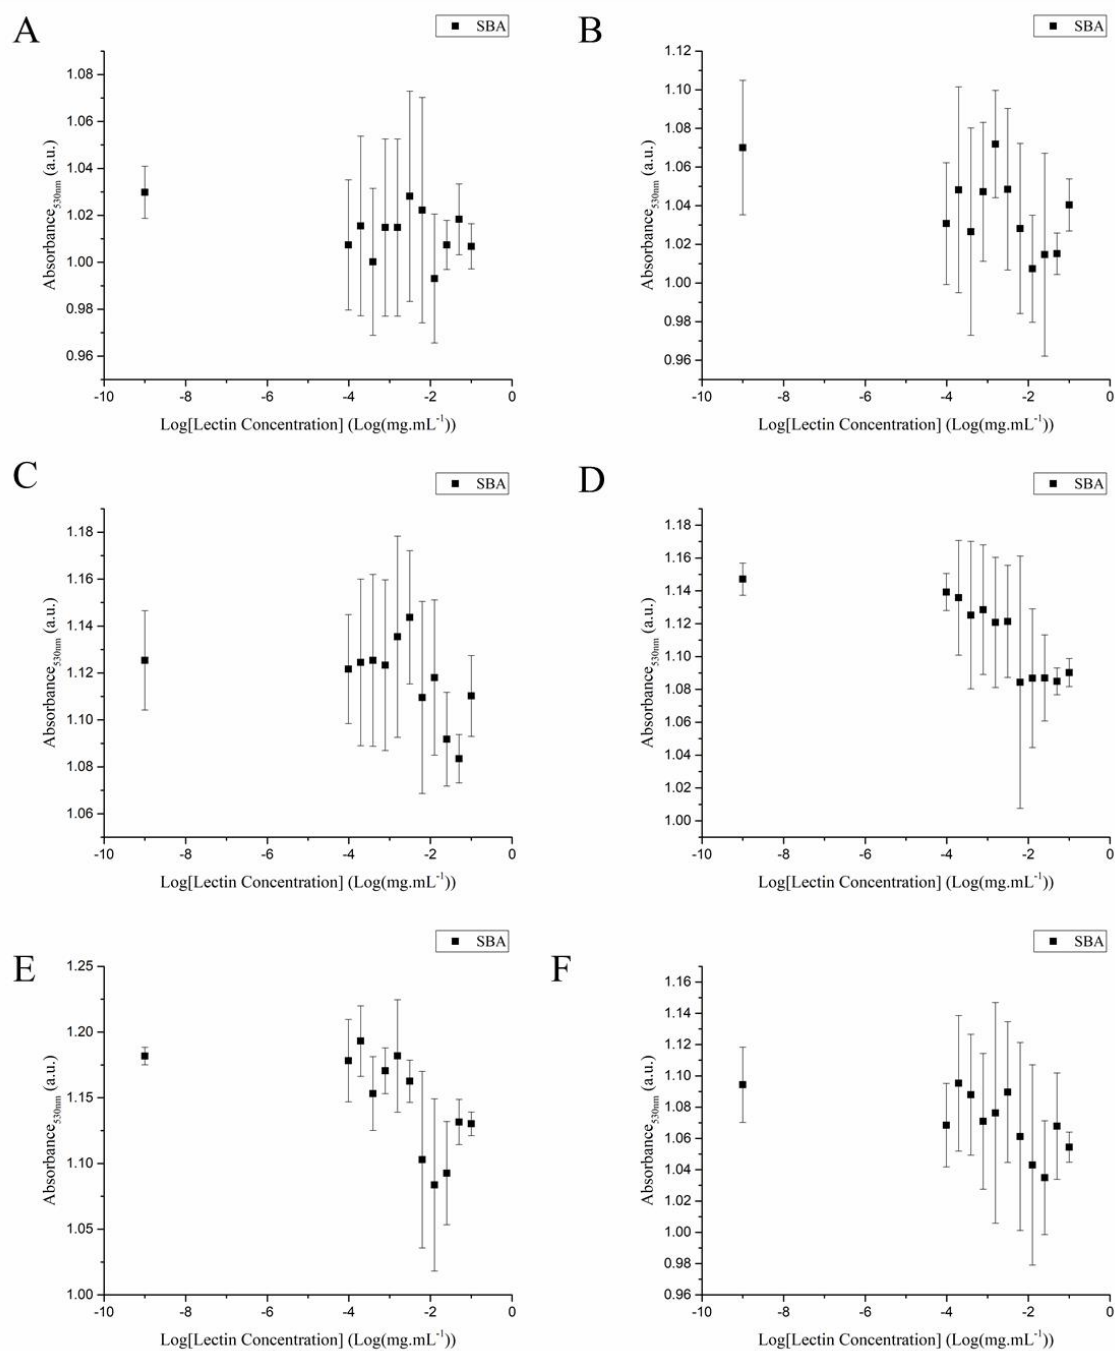 A
SBA
1.08
1.06
1.04
1.02
1.00
0.98
0.96
Absorbance530nm (a.u.)
-10 -8 -6 -4 -2 0
Log[Lectin Concentration] (Log(mg.mL-1))
B
SBA
1.12
1.10
1.08
1.06
1.04
1.02
1.00
0.98
0.96
Absorbance530nm (a.u.)
-10 -8 -6 -4 -2 0
Log[Lectin Concentration] (Log(mg.mL-1))
C
SBA
1.18
1.16
1.14
1.12
1.10
1.08
1.06
Absorbance530nm (a.u.)
-10 -8 -6 -4 -2 0
Log[Lectin Concentration] (Log(mg.mL-1))
D
SBA
1.18
1.16
1.14
1.12
1.10
1.08
1.06
1.04
1.02
1.00
Absorbance530nm (a.u.)
-10 -8 -6 -4 -2 0
Log[Lectin Concentration] (Log(mg.mL-1))
E
SBA
1.25
1.20
1.15
1.10
1.05
1.00
Absorbance530nm (a.u.)
-10 -8 -6 -4 -2 0
Log[Lectin Concentration] (Log(mg.mL-1))
F
SBA
1.16
1.14
1.12
1.10
1.08
1.06
1.04
1.02
1.00
0.98
0.96
Absorbance530nm (a.u.)
-10 -8 -6 -4 -2 0
Log[Lectin Concentration] (Log(mg.mL-1))